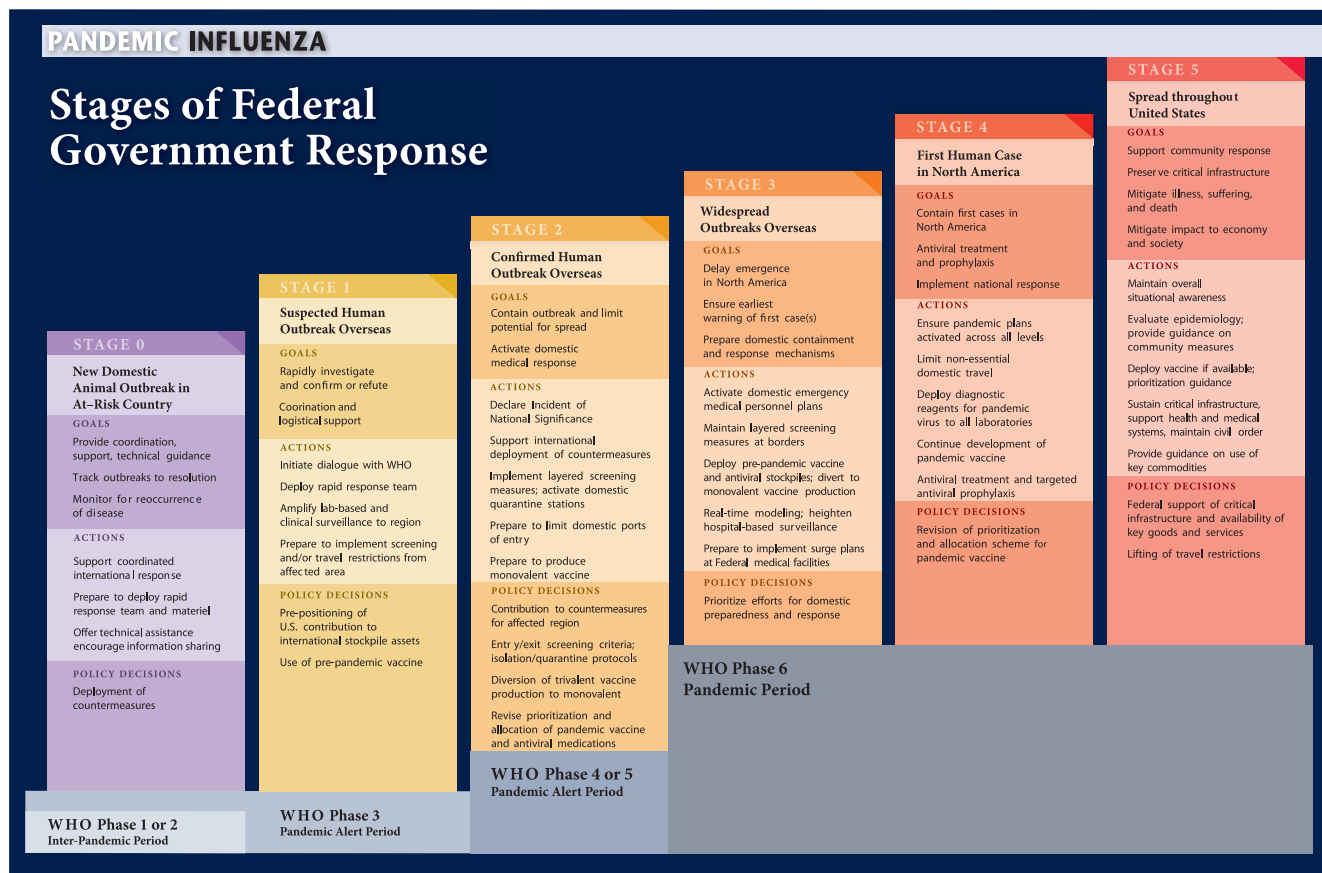 PANDEMIC INFLUENZA
Stages of Federal
Government Response
STAGE 0
New Domestic
Animal Outbreak in
At–Risk Country
GOALS
Provide coordination,
support, technical guidance
Track outbreaks to resolution
Monitor for reoccurrence
of disease
ACTIONS
Support coordinated
international response
Prepare to deploy rapid
response team and materiel
Offer technical assistance
encourage information sharing
POLICY DECISIONS
Deployment of
countermeasures
WHO Phase 1 or 2
Inter-Pandemic Period
STAGE 1
Suspected Human
Outbreak Overseas
GOALS
Rapidly investigate
and confirm or refute
Coorination and
logistical support
ACTIONS
Initiate dialogue with WHO
Deploy rapid response team
Amplify lab-based and
clinical surveillance to region
Prepare to implement screening
and/or travel restrictions from
affected area
POLICY DECISIONS
Pre-positioning of
U.S. contribution to
international stockpile assets
Use of pre-pandemic vaccine
WHO Phase 3
Pandemic Alert Period
STAGE 2
Confirmed Human
Outbreak Overseas
GOALS
Contain outbreak and limit
potential for spread
Activate domestic
medical response
ACTIONS
Declare Incident of
National Significance
Support international
deployment of countermeasures
Implement layered screening
measures; activate domestic
quarantine stations
Prepare to limit domestic ports
of entry
Prepare to produce
monovalent vaccine
POLICY DECISIONS
Contribution to countermeasures
for affected region
Entry/exit screening criteria;
isolation/quarantine protocols
Diversion of trivalent vaccine
production to monovalent
Revise prioritization and
allocation of pandemic vaccine
and antiviral medications
WHO Phase 4 or 5
Pandemic Alert Period
STAGE 3
Widespread
Outbreaks Overseas
GOALS
Delay emergence
in North America
Ensure earliest
warning of first case(s)
Prepare domestic containment
and response mechanisms
ACTIONS
Activate domestic emergency
medical personnel plans
Maintain layered screening
measures at borders
Deploy pre-pandemic vaccine
and antiviral stockpiles; divert to
monovalent vaccine production
Real-time modeling; heighten
hospital-based surveillance
Prepare to implement surge plans
at Federal medical facilities
POLICY DECISIONS
Prioritize efforts for domestic
preparedness and response
STAGE 4
First Human Case
in North America
GOALS
Contain first cases in
North America
Antiviral treatment
and prophylaxis
Implement national response
ACTIONS
Ensure pandemic plans
activated across all levels
Limit non-essential
domestic travel
Deploy diagnostic
reagents for pandemic
virus to all laboratories
Continue development of
pandemic vaccine
Antiviral treatment and targeted
antiviral prophylaxis
POLICY DECISIONS
Revision of prioritization
and allocation scheme for
pandemic vaccine
STAGE 5
Spread throughout
United States
GOALS
Support community response
Preserve critical infrastructure
Mitigate illness, suffering,
and death
Mitigate impact to economy
and society
ACTIONS
Maintain overall
situational awareness
Evaluate epidemiology;
provide guidance on
community measures
Deploy vaccine if available;
prioritization guidance
Sustain critical infrastructure,
support health and medical
systems, maintain civil order
Provide guidance on use of
key commodities
POLICY DECISIONS
Federal support of critical
infrastructure and availability of
key goods and services
Lifting of travel restrictions
WHO Phase 6
Pandemic Period